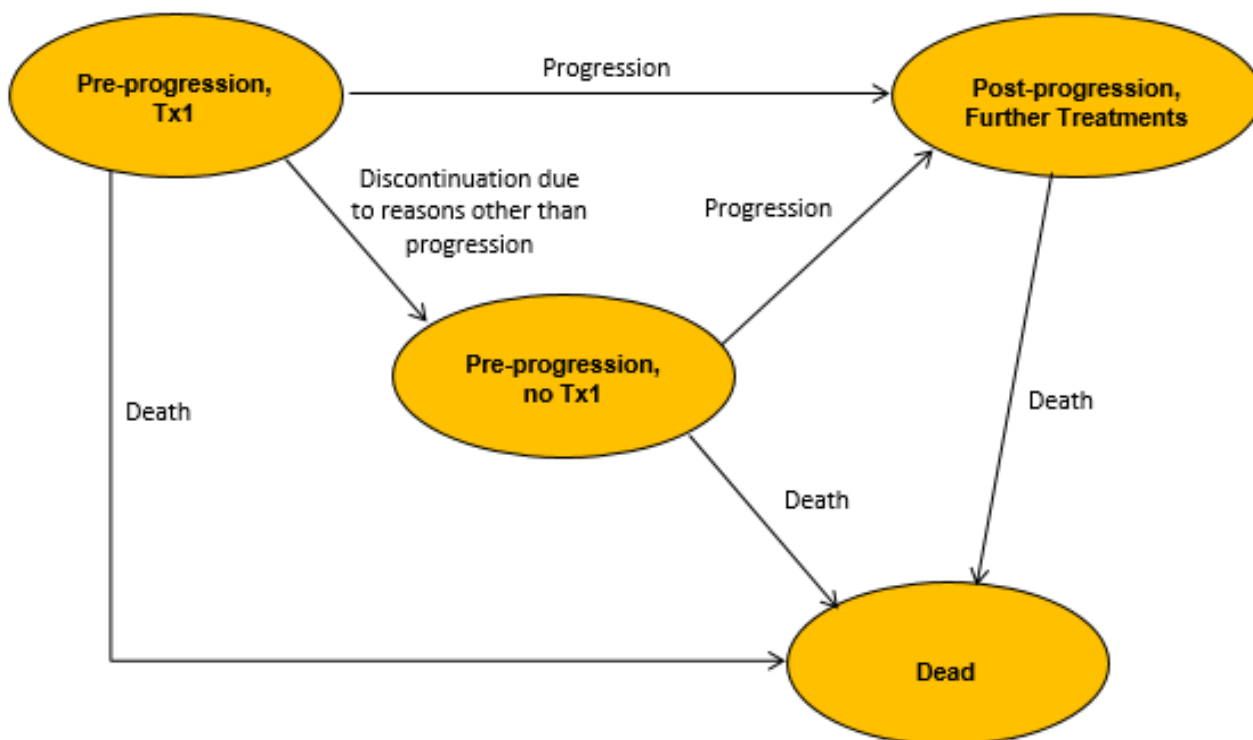 Pre-progression,
Tx1
Progression
Post-progression,
Further Treatments
Discontinuation due
to reasons other than
progression
Progression
Pre-progression,
no Tx1
Death
Death
Death
Dead